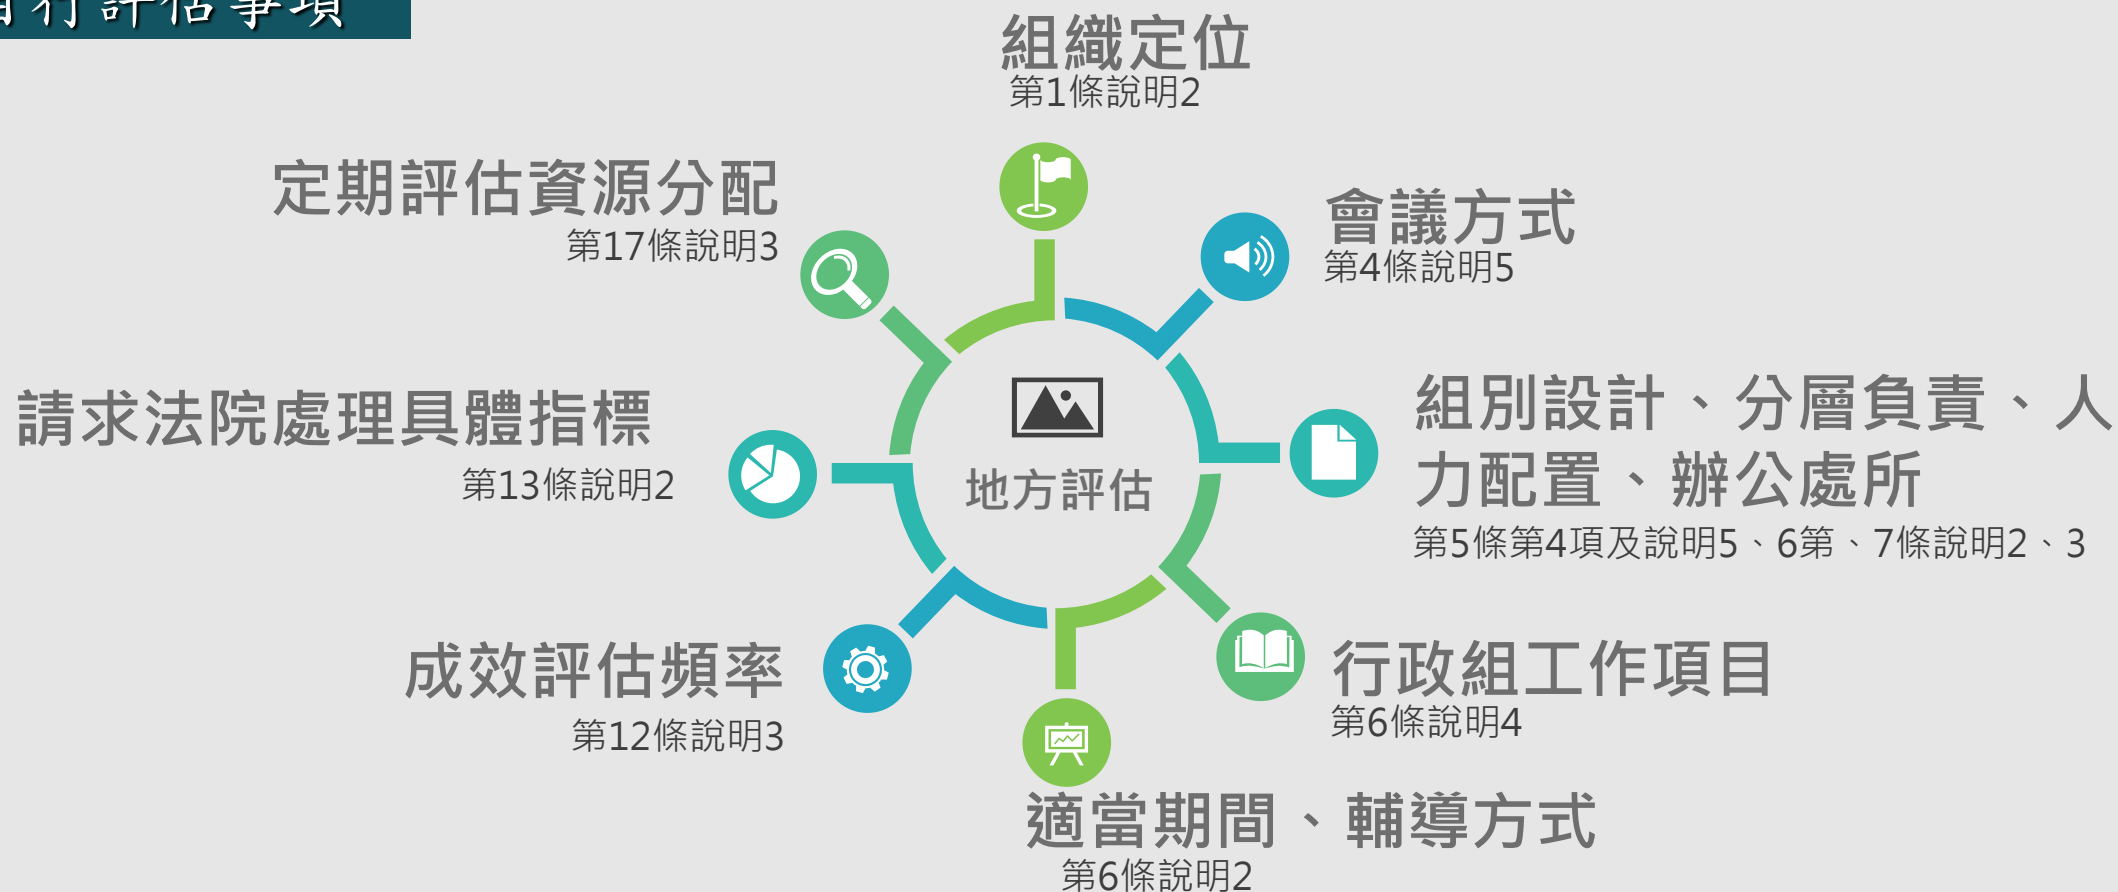 自行評估事項
組織定位
第1條說明2
會議方式
第4條說明5
組別設計、分層負責、人
力配置、辦公處所
第5條第4項及說明5、6第、7條說明2、3
行政組工作項目
第6條說明4
適當期間、輔導方式
第6條說明2
成效評估頻率
第12條說明3
請求法院處理具體指標
第13條說明2
定期評估資源分配
第17條說明3
地方評估